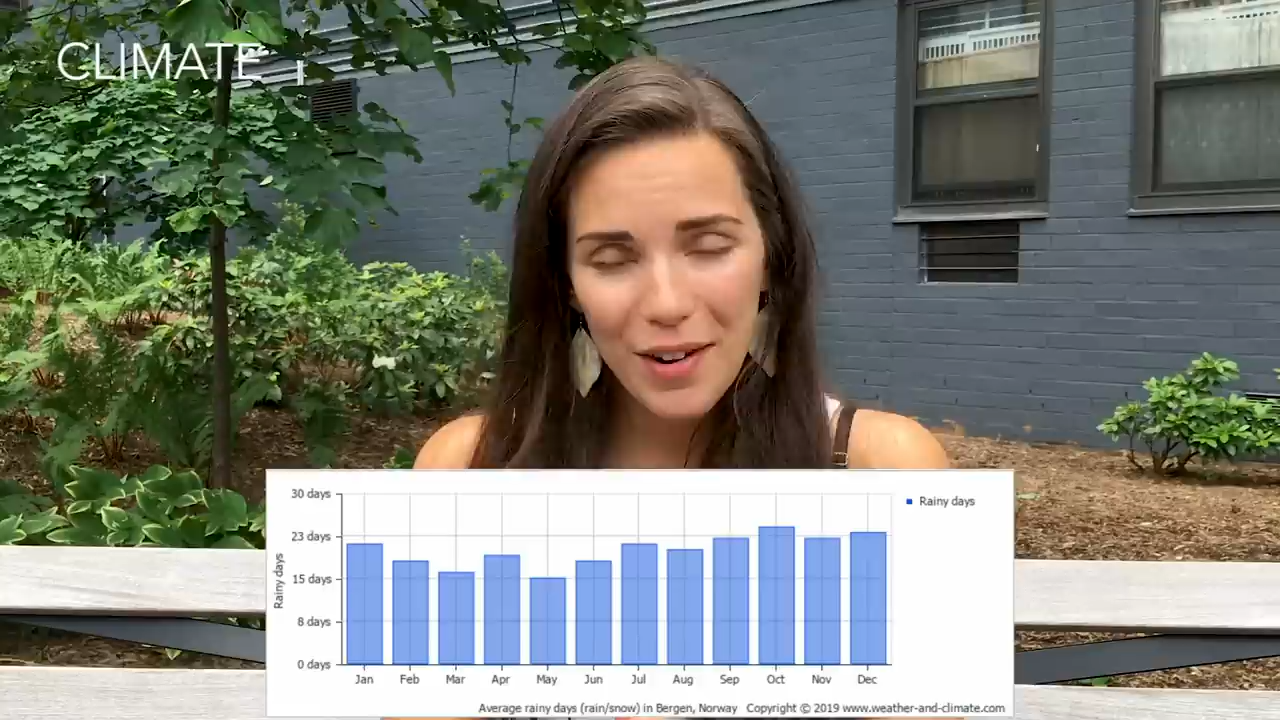 CLIMATE
30 days
23 days
15 days
8 days
0 days
Rainy days
Rainy days
Jan Feb Mar Apr May Jun Jul Aug Sep Oct Nov Dec
Average rainy days (rain/snow) in Bergen, Norway Copyright © 2019 www.weather-and-climate.com